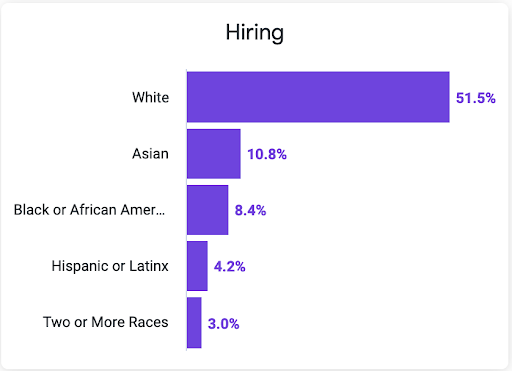 Hiring
White
51.5%
Asian
10.8%
Black or African Amer...
8.4%
Hispanic or Latinx
4.2%
Two or More Races
3.0%